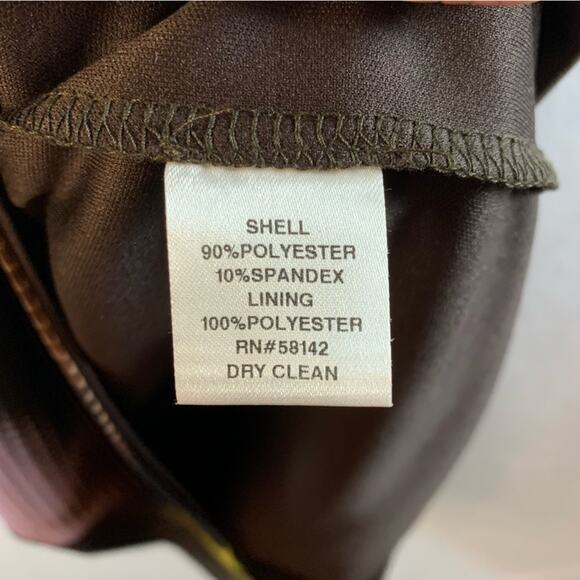 SHELL
90%POLYESTER
10%SPANDEX
LINING
100%POLYESTER
RN#58142
DRY CLEAN